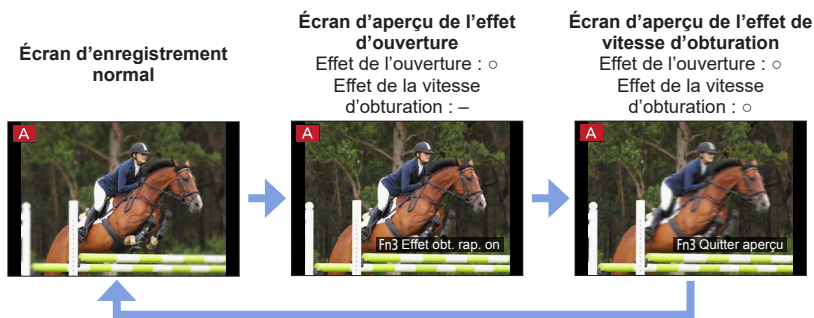 Écran d'enregistrement
normal
A
Écran d'aperçu de l'effet
d'ouverture
Effet de l'ouverture : ○
Effet de la vitesse
d'obturation : –
A
Fn3 Effet obt. rap. on
Écran d'aperçu de l'effet de
vitesse d'obturation
Effet de l'ouverture : ○
Effet de la vitesse
d'obturation : ○
A
Fn3 Quitter aperçu